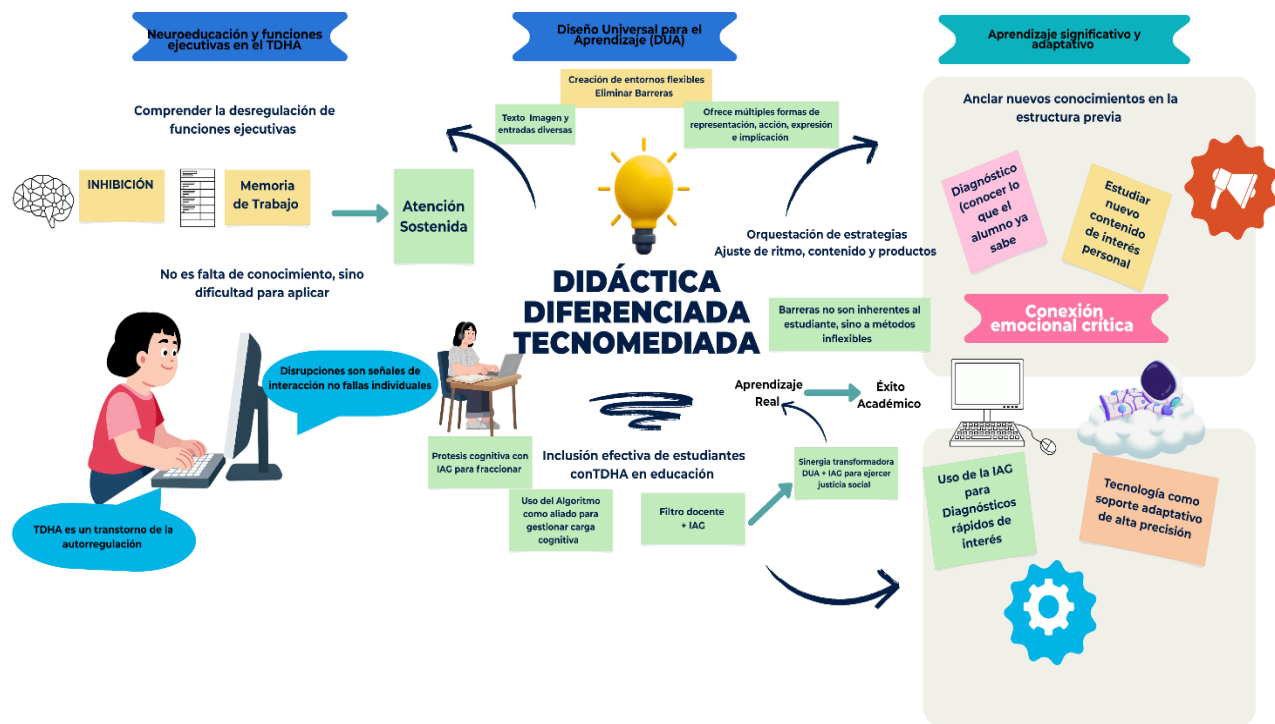 Neuroeducación y funciones
ejecutivas en el TDHA
Comprender la desregulación de
funciones ejecutivas
INHIBICIÓN
Memoria
de Trabajo
Atención
Sostenida
No es falta de conocimiento, sino
dificultad para aplicar
Disrupciones son señales de
interacción no fallas individuales
TDHA es un transtorno de la
autorregulación
Diseño Universal para el
Aprendizaje (DUA)
Creación de entornos flexibles
Eliminar Barreras
Texto Imagen y
entradas diversas
Ofrece múltiples formas de
representación, acción, expresión
e implicación
Orquestación de estrategias
Ajuste de ritmo, contenido y productos
DIDÁCTICA
DIFERENCIADA
TECNOMEDIADA
Barreras no son inherentes al
estudiante, sino a métodos
inflexibles
Aprendizaje
Real
Éxito
Académico
Inclusión efectiva de estudiantes
conTDHA en educación
Protesis cognitiva con
IAG para fraccionar
Uso del Algoritmo
como aliado para
gestionar carga
cognitiva
Filtro docente
+ IAG
Sinergia transformadora
DUA + IAG para ejercer
justicia social
Aprendizaje significativo y
adaptativo
Anclar nuevos conocimientos en la
estructura previa
Diagnóstico
(conocer lo
que el
alumno ya
sabe
Estudiar
nuevo
contenido
de interés
personal
Conexión
emocional crítica
Uso de la IAG
para
Diagnósticos
rápidos de
interés
Tecnología como
soporte adaptativo
de alta precisión